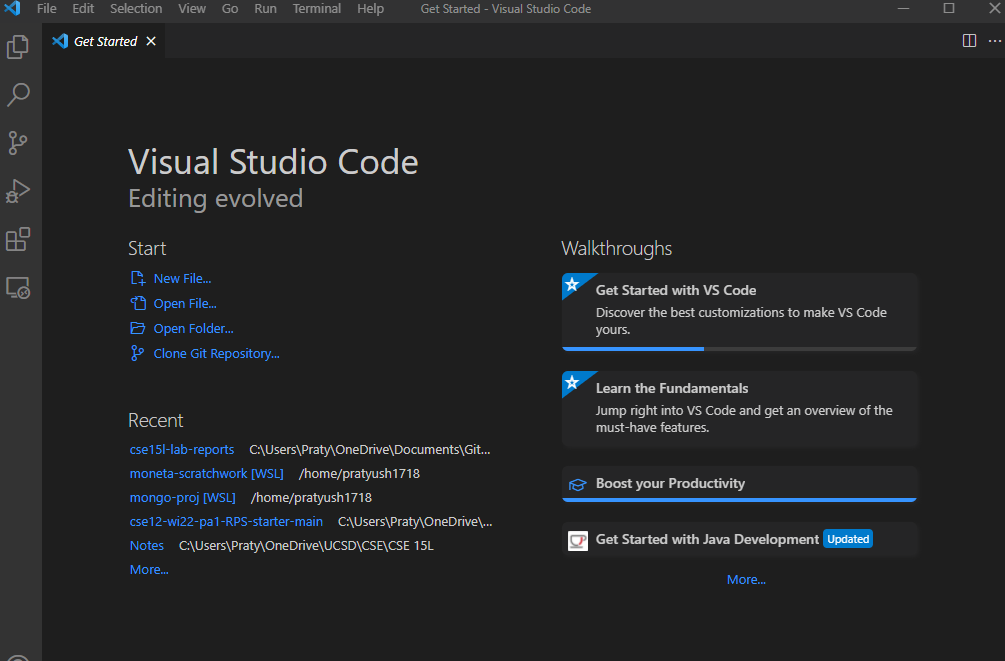 File Edit Selection View Go Run Terminal Help Get Started - Visual Studio Code
Get Started
Visual Studio Code
Editing evolved
Start
New File...
Open File...
Open Folder...
Clone Git Repository...
Recent
cse15l-lab-reports C:\Users\Praty\OneDrive\Documents\Git...
moneta-scratchwork [WSL] /home/pratyush1718
mongo-proj [WSL] /home/pratyush1718
cse12-wi22-pa1-RPS-starter-main C:\Users\Praty\OneDrive\...
Notes C:\Users\Praty\OneDrive\UCSD\CSE\CSE 15L
More...
Walkthroughs
Get Started with VS Code
Discover the best customizations to make VS Code
yours.
Learn the Fundamentals
Jump right into VS Code and get an overview of the
must-have features.
Boost your Productivity
Get Started with Java Development Updated
More...